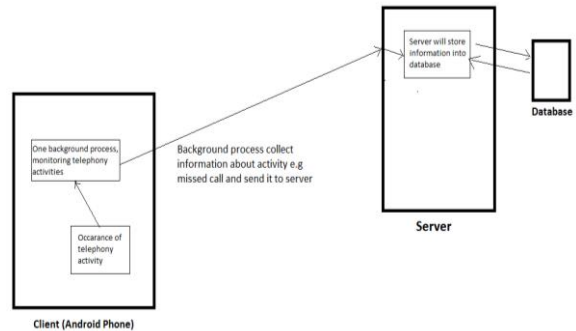 Server will store
information into
database
Database
One background process,
monitoring telephony
activities
Background process collect
information about activity e.g
missed call and send it to server
Occarance of
telephony
activity
Server
Client (Android Phone)